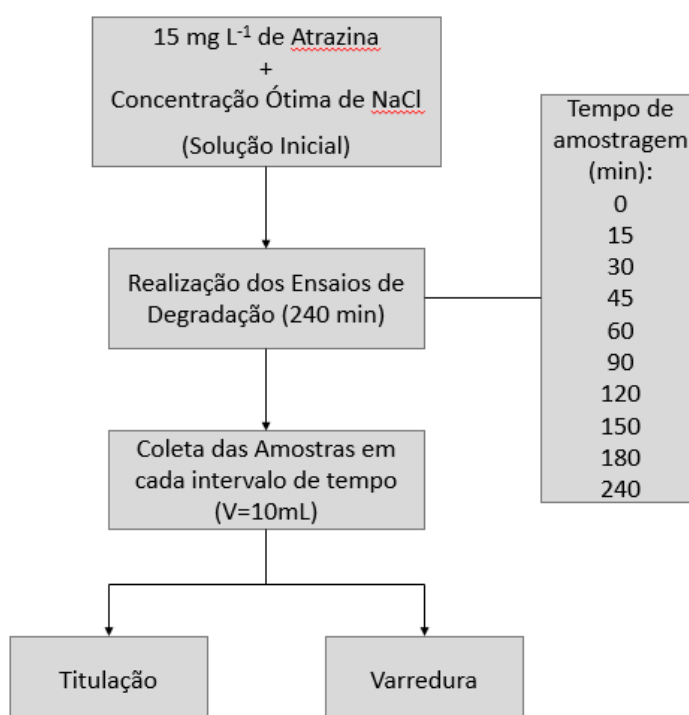 15 mg L⁻¹ de Atrazina
+
Concentração Ótima de NaCl
(Solução Inicial)
Tempo de
amostragem
(min):
0
15
30
45
60
90
120
150
180
240
Realização dos Ensaios de
Degradação (240 min)
Coleta das Amostras em
cada intervalo de tempo
(V=10mL)
Titulação
Varredura